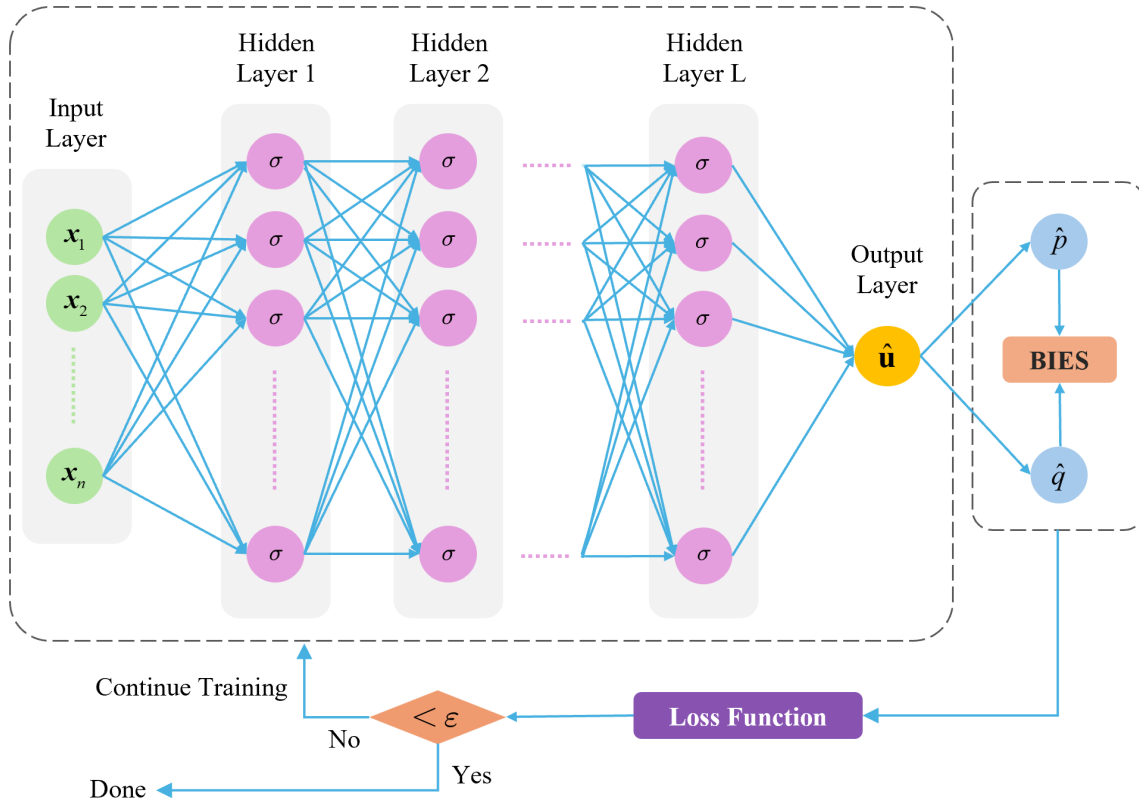 Hidden
Layer 1
Hidden
Layer 2
Hidden
Layer L
Input
Layer
σ
σ
σ
σ
σ
σ
σ
σ
σ
σ
σ
σ
x₁
x₂
xₙ
Output
Layer
û
p̂
BIES
q̂
Continue Training
< ε
Loss Function
No
Yes
Done